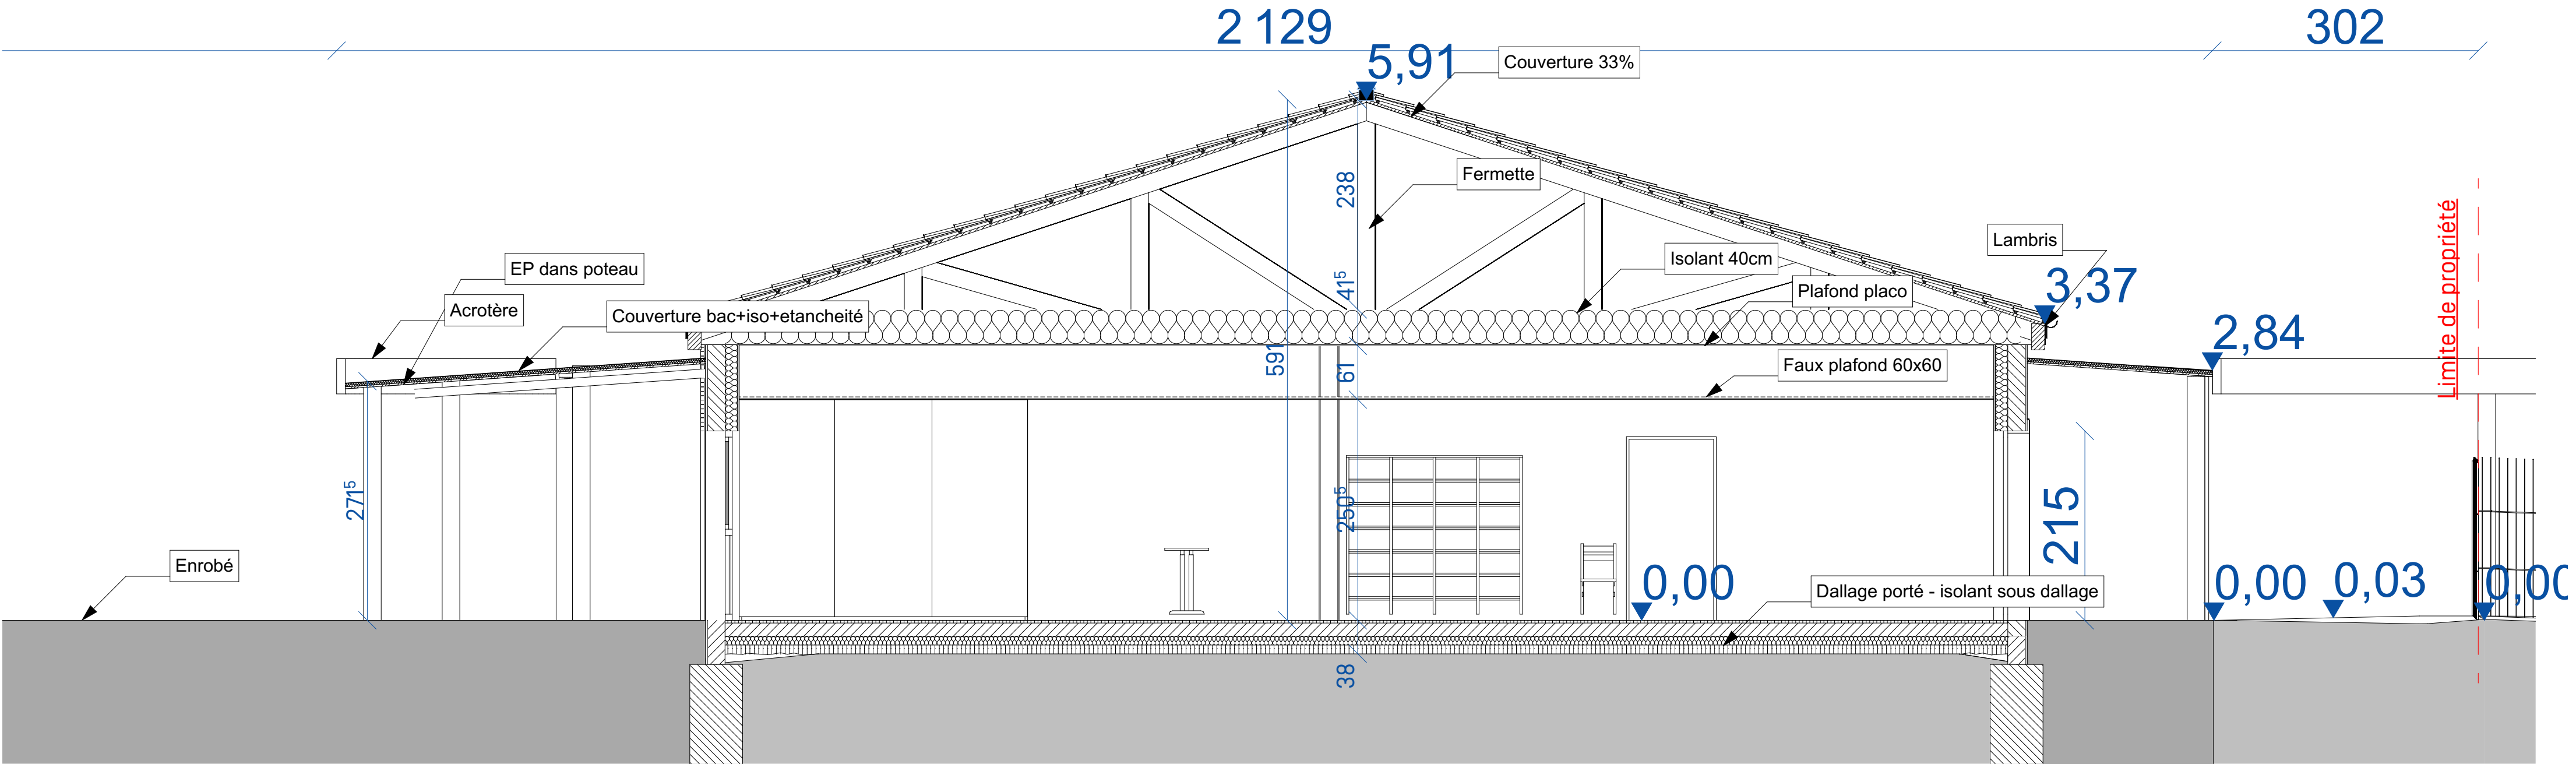 2 129
302
5,91
Couverture 33%
238
Fermette
Lambris
Limite de propriété
EP dans poteau
Isolant 40cm
3,37
41⁵
Plafond placo
Acrotère
Couverture bac+iso+etancheité
2,84
591
61
Faux plafond 60x60
271⁵
250⁵
215
Enrobé
0,00
Dallage porté - isolant sous dallage
0,00
0,03
0,00
38